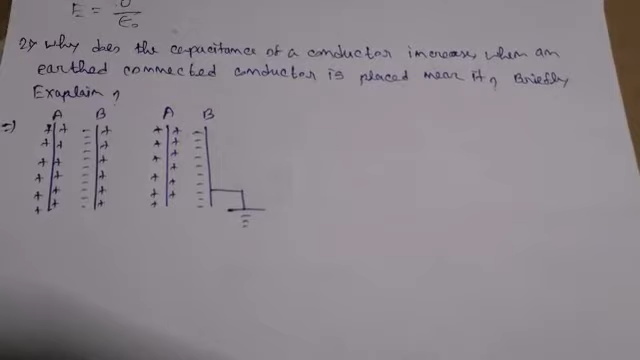 E = σ/ε₀
2) Why does the capacitance of a conductor increase, when an
earthed connected conductor is placed near it, Briefly
Exaplain,
=> A B A B